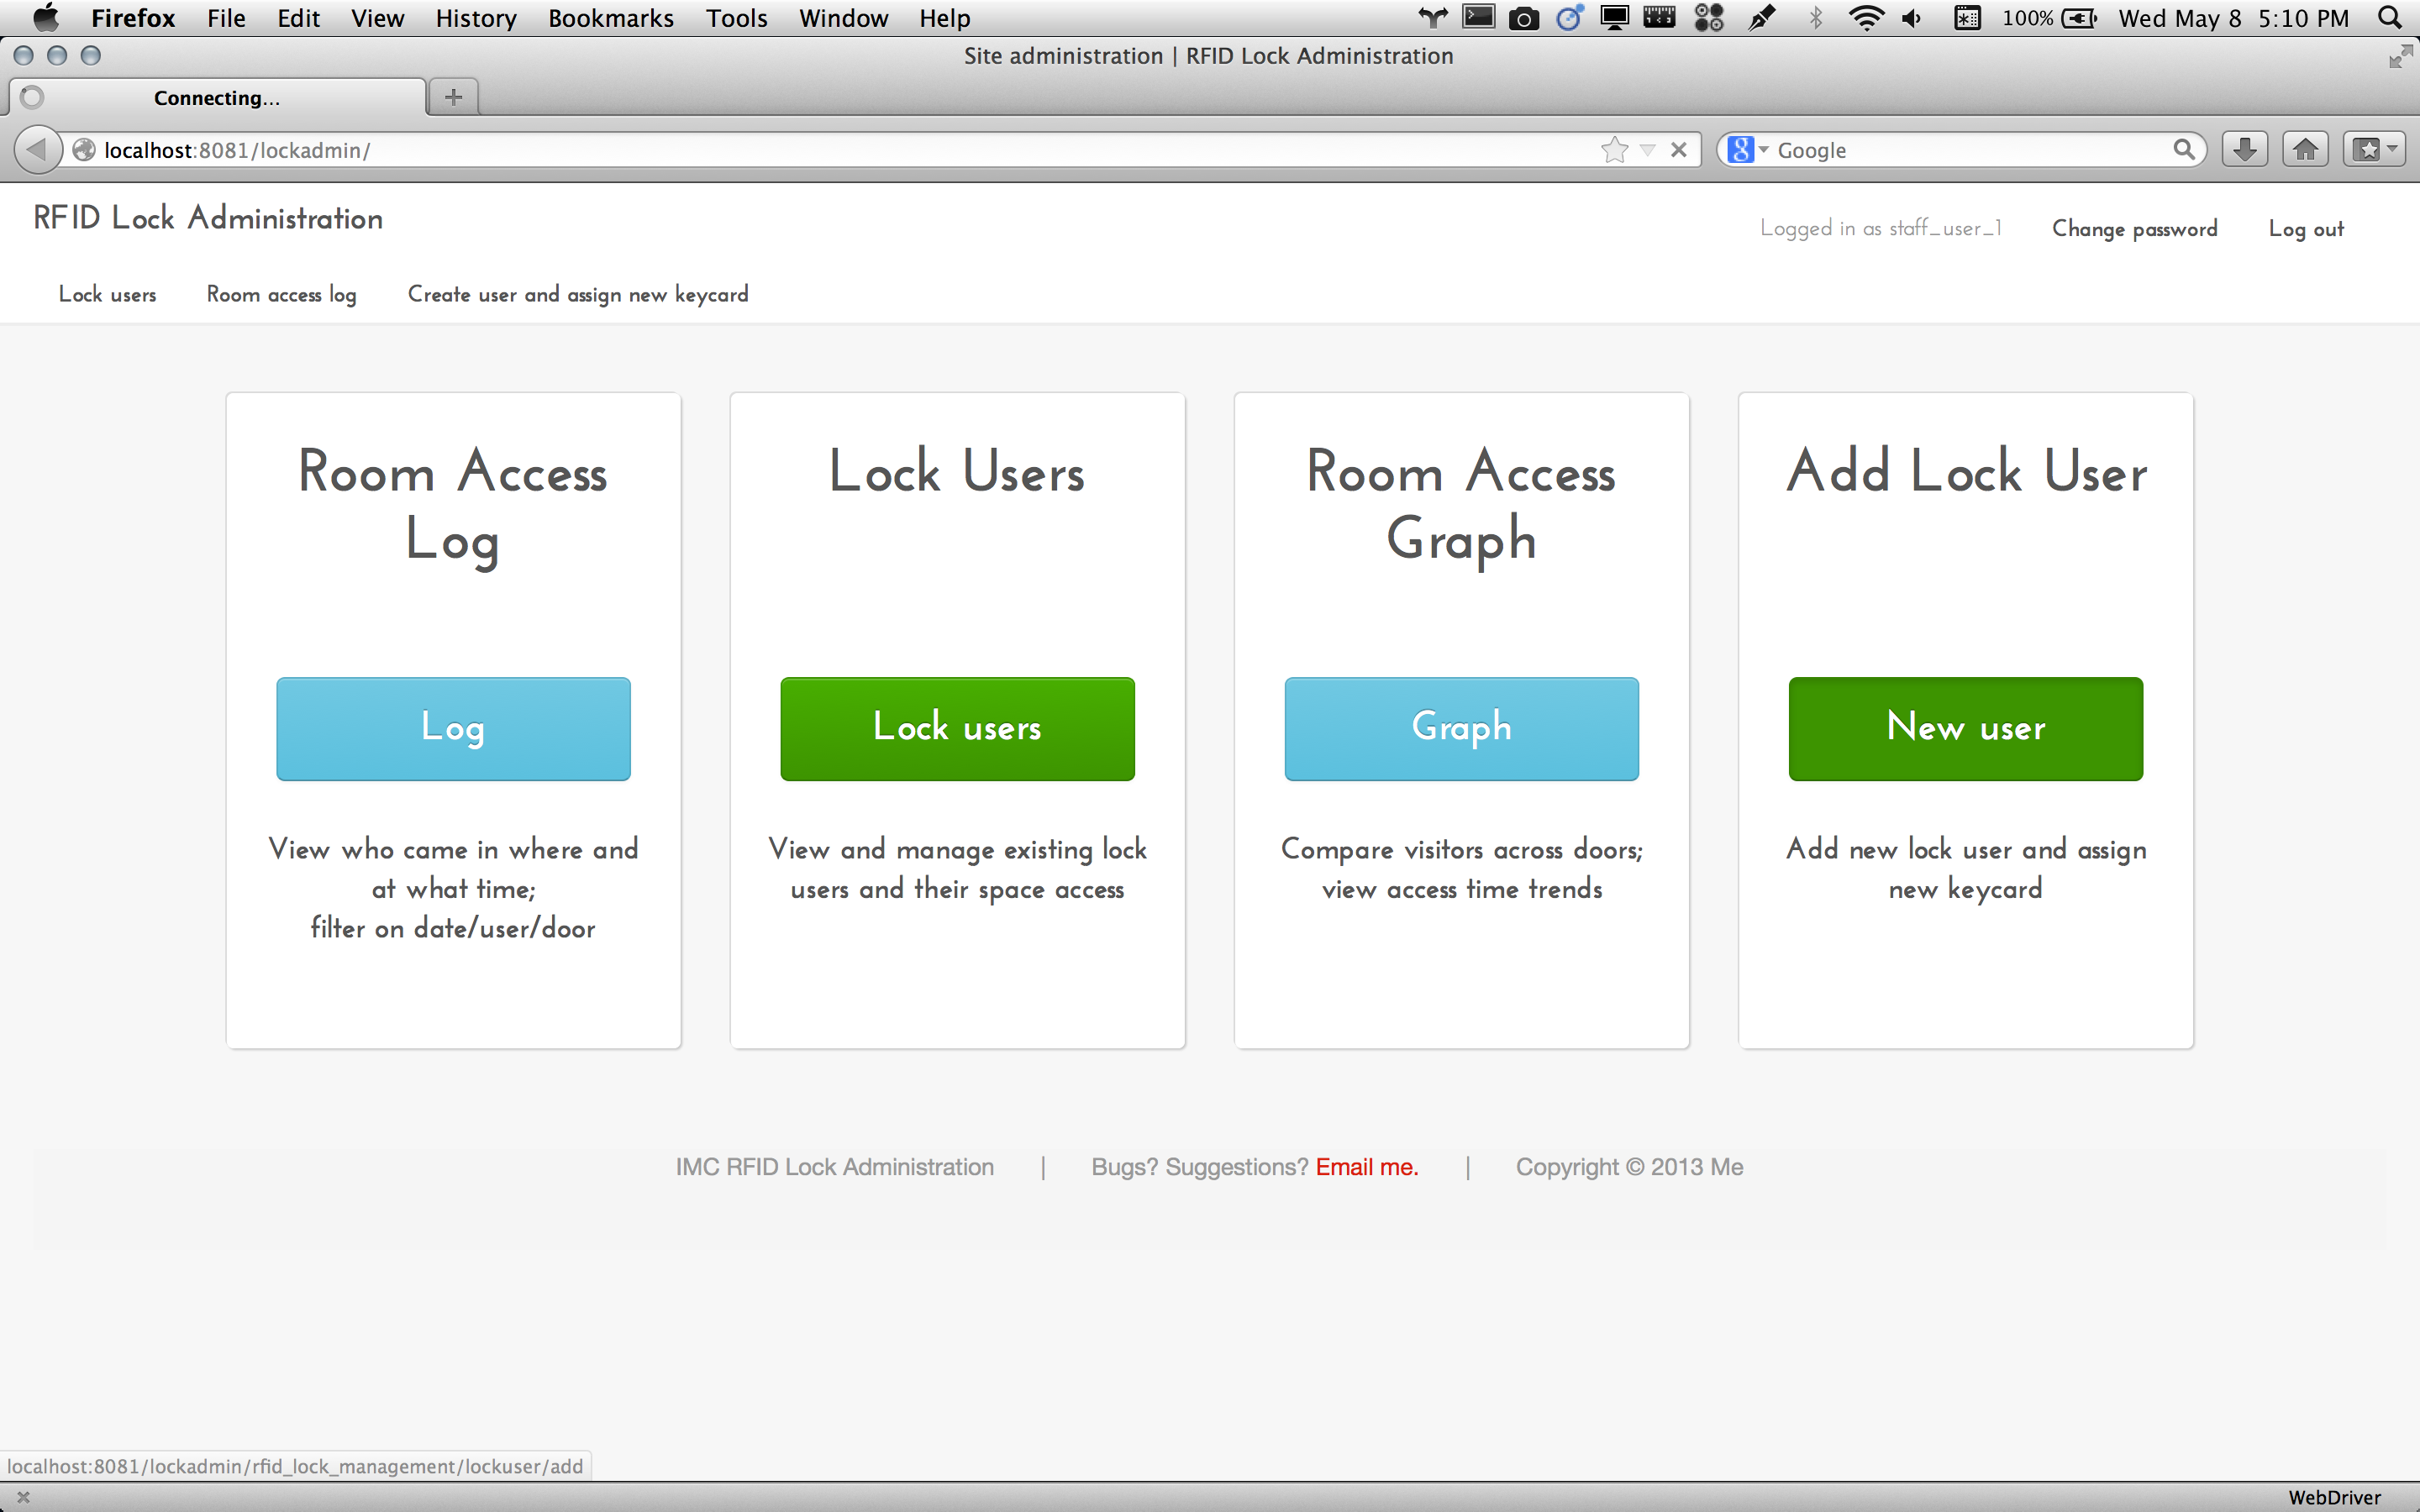 Firefox File Edit View History Bookmarks Tools Window Help 100% Wed May 8 5:10 PM
Site administration | RFID Lock Administration
Connecting...
localhost:8081/lockadmin/
Google
RFID Lock Administration
Logged in as staff_user_1 Change password Log out
Lock users Room access log Create user and assign new keycard
Room Access
Log
Log
View who came in where and
at what time;
filter on date/user/door
Lock Users
Lock users
View and manage existing lock
users and their space access
Room Access
Graph
Graph
Compare visitors across doors;
view access time trends
Add Lock User
New user
Add new lock user and assign
new keycard
IMC RFID Lock Administration | Bugs? Suggestions? Email me. | Copyright © 2013 Me
localhost:8081/lockadmin/rfid_lock_management/lockuser/add
WebDriver